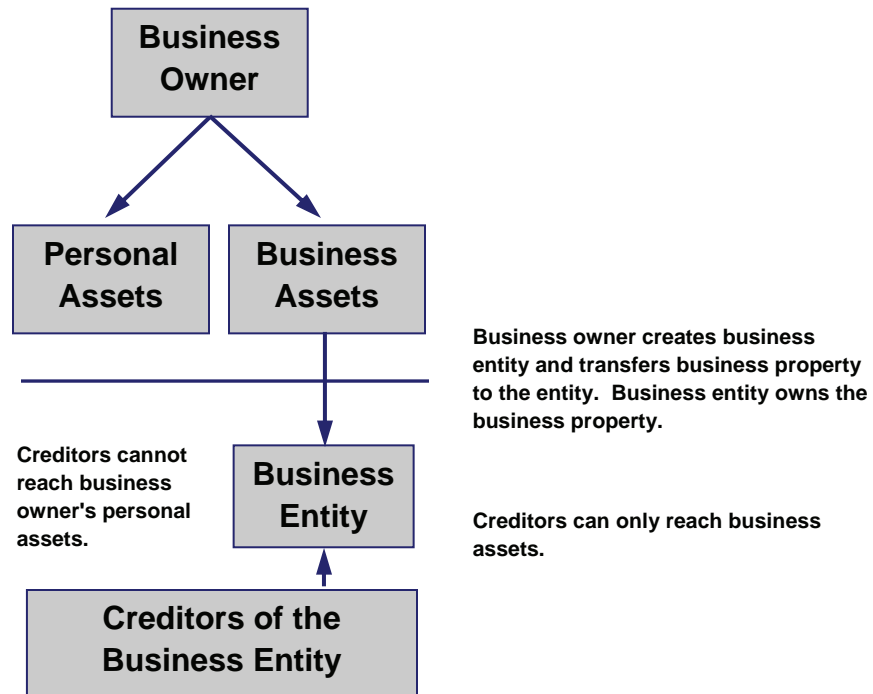 Business
Owner
Personal
Assets
Business
Assets
Business owner creates business
entity and transfers business property
to the entity.  Business entity owns the
business property.
Creditors cannot
reach business
owner's personal
assets.
Business
Entity
Creditors can only reach business
assets.
Creditors of the
Business Entity